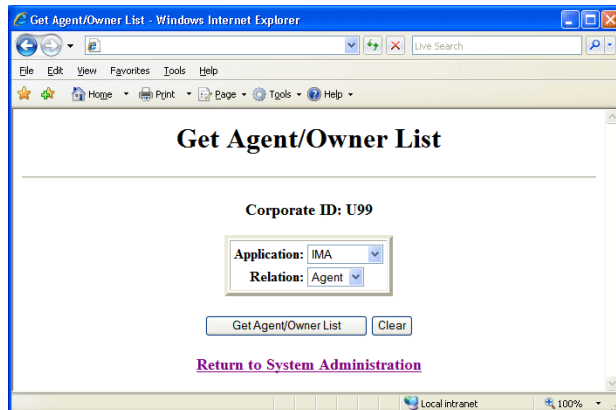 Get Agent/Owner List - Windows Internet Explorer
Live Search
File Edit View Favorites Tools Help
Home Print Page Tools Help
Get Agent/Owner List
Corporate ID: U99
Application: IMA
Relation: Agent
Get Agent/Owner List Clear
Return to System Administration
Local intranet 100%